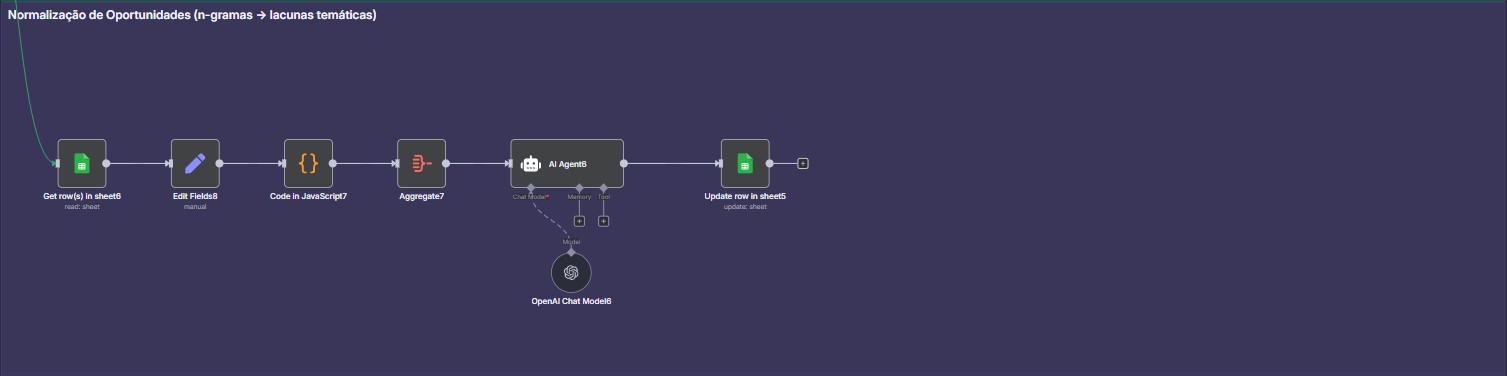 Normalização de Oportunidades (n-gramas → lacunas temáticas)
Get row(s) in sheet6
read: sheet
Edit Fields8
manual
Code in JavaScript7
Aggregate7
AI Agent6
Chat Model*
Memory
Tool
Model
OpenAI Chat Model6
Update row in sheet5
update: sheet